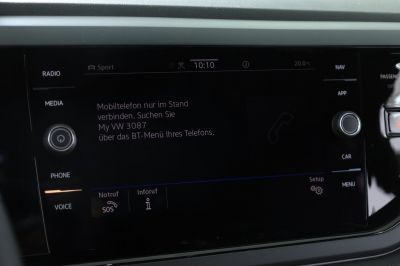 RADIO
MEDIA
PHONE
VOICE
Sport
10:10
20.0°C
Mobiltelefon nur im Stand
verbinden. Suchen Sie
My VW 3087
über das BT-Menü Ihres Telefons.
Notruf
SOS
Inforuf
Setup
NAV
APP
CAR
MENU